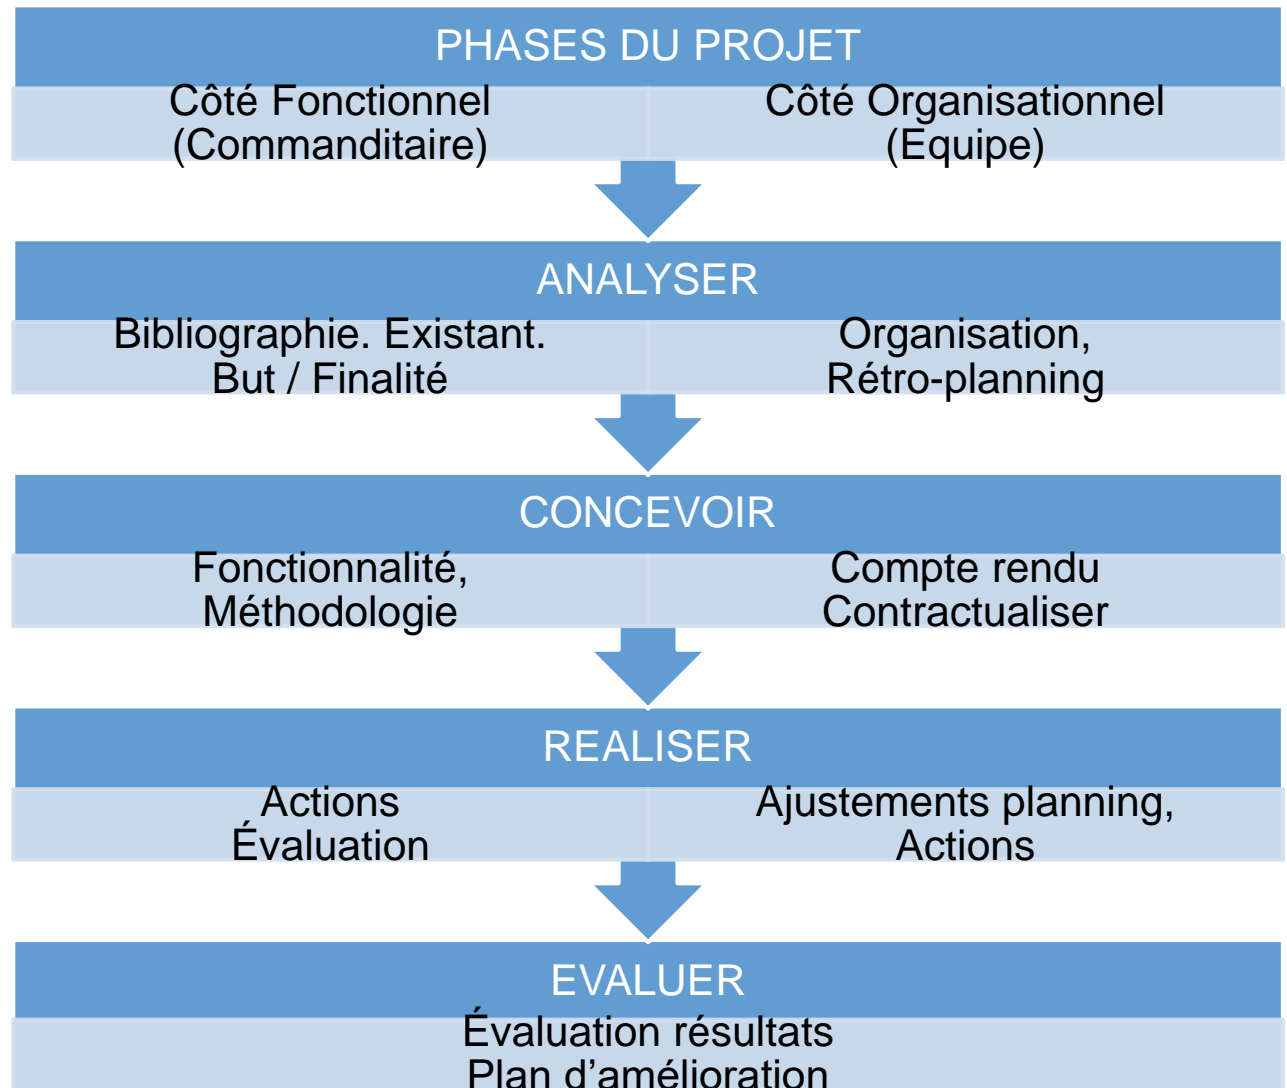 PHASES DU PROJET
Côté Fonctionnel
(Commanditaire)
Côté Organisationnel
(Equipe)
ANALYSER
Bibliographie. Existant.
But / Finalité
Organisation,
Rétro-planning
CONCEVOIR
Fonctionnalité,
Méthodologie
Compte rendu
Contractualiser
REALISER
Actions
Évaluation
Ajustements planning,
Actions
EVALUER
Évaluation résultats
Plan d’amélioration